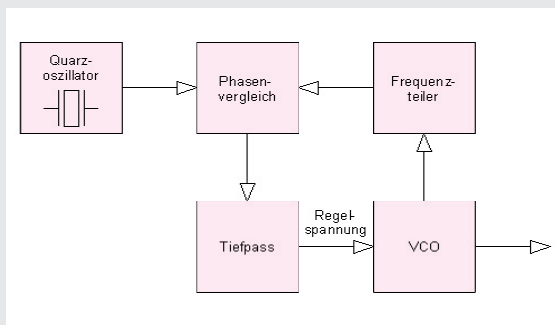 Quarz-
oszillator
Phasen-
vergleich
Frequenz-
teiler
Tiefpass
Regel-
spannung
VCO